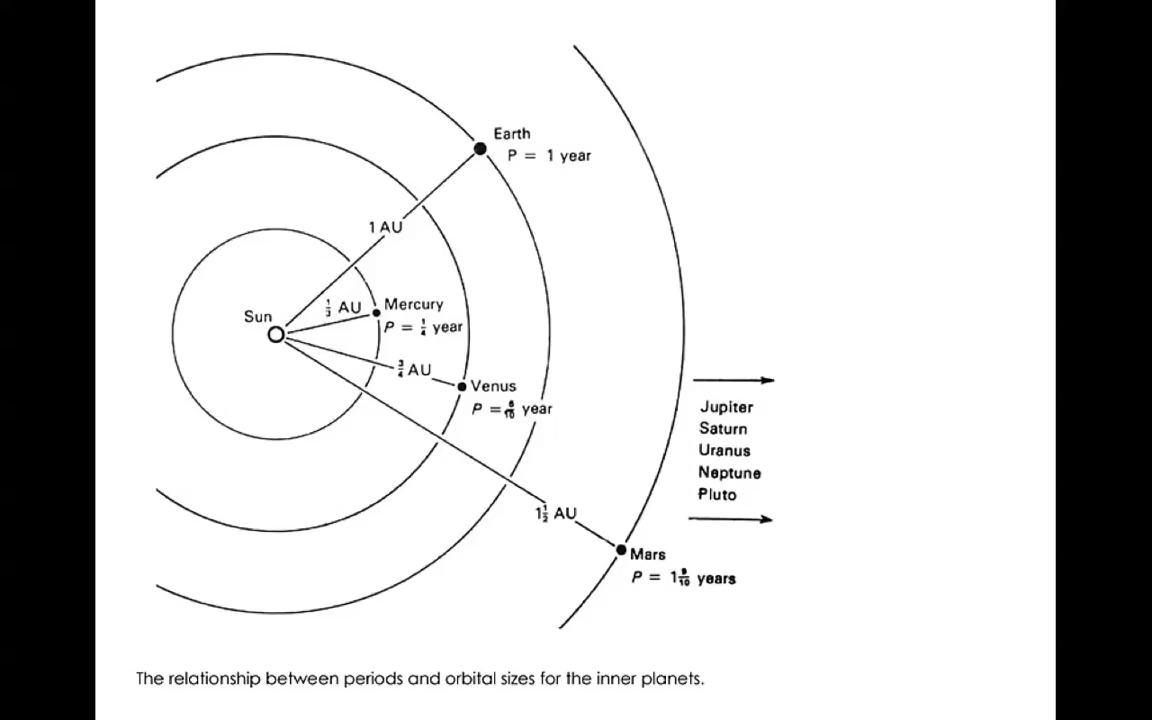 Earth
P = 1 year
1 AU
Sun
1/3 AU
Mercury
P = 1/4 year
3/4 AU
Venus
P = 6/10 year
1 1/2 AU
Mars
P = 1 9/10 years
Jupiter
Saturn
Uranus
Neptune
Pluto
The relationship between periods and orbital sizes for the inner planets.